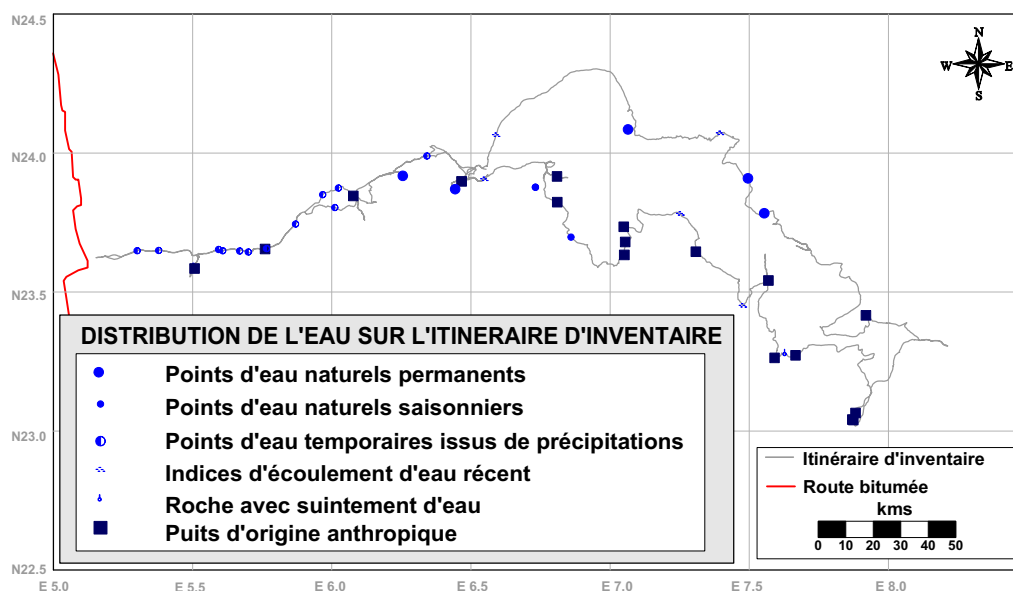 N24.5
N
W
E
S
N24.0
N23.5
DISTRIBUTION DE L'EAU SUR L'ITINERAIRE D'INVENTAIRE
Points d'eau naturels permanents
Points d'eau naturels saisonniers
Points d'eau temporaires issus de précipitations
Indices d'écoulement d'eau récent
Roche avec suintement d'eau
Puits d'origine anthropique
N23.0
Itinéraire d'inventaire
Route bitumée
kms
0 10 20 30 40 50
N22.5
E 5.0 E 5.5 E 6.0 E 6.5 E 7.0 E 7.5 E 8.0